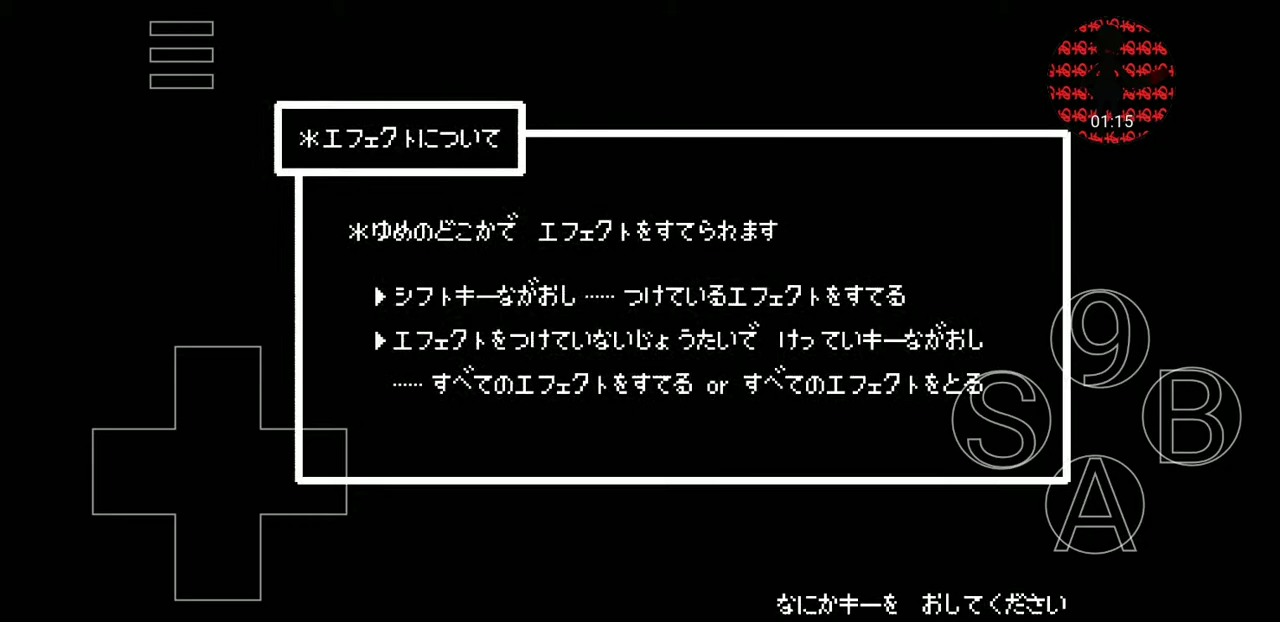 01:15
*エフェクトについて
*ゆめのどこかで エフェクトをすてられます
▶シフトキーながおし …… つけているエフェクトをすてる
▶エフェクトをつけていないじょうたいで けっていキーながおし
…… すべてのエフェクトをすてる or すべてのエフェクトをとる
9
S
B
A
なにかキーを おしてください